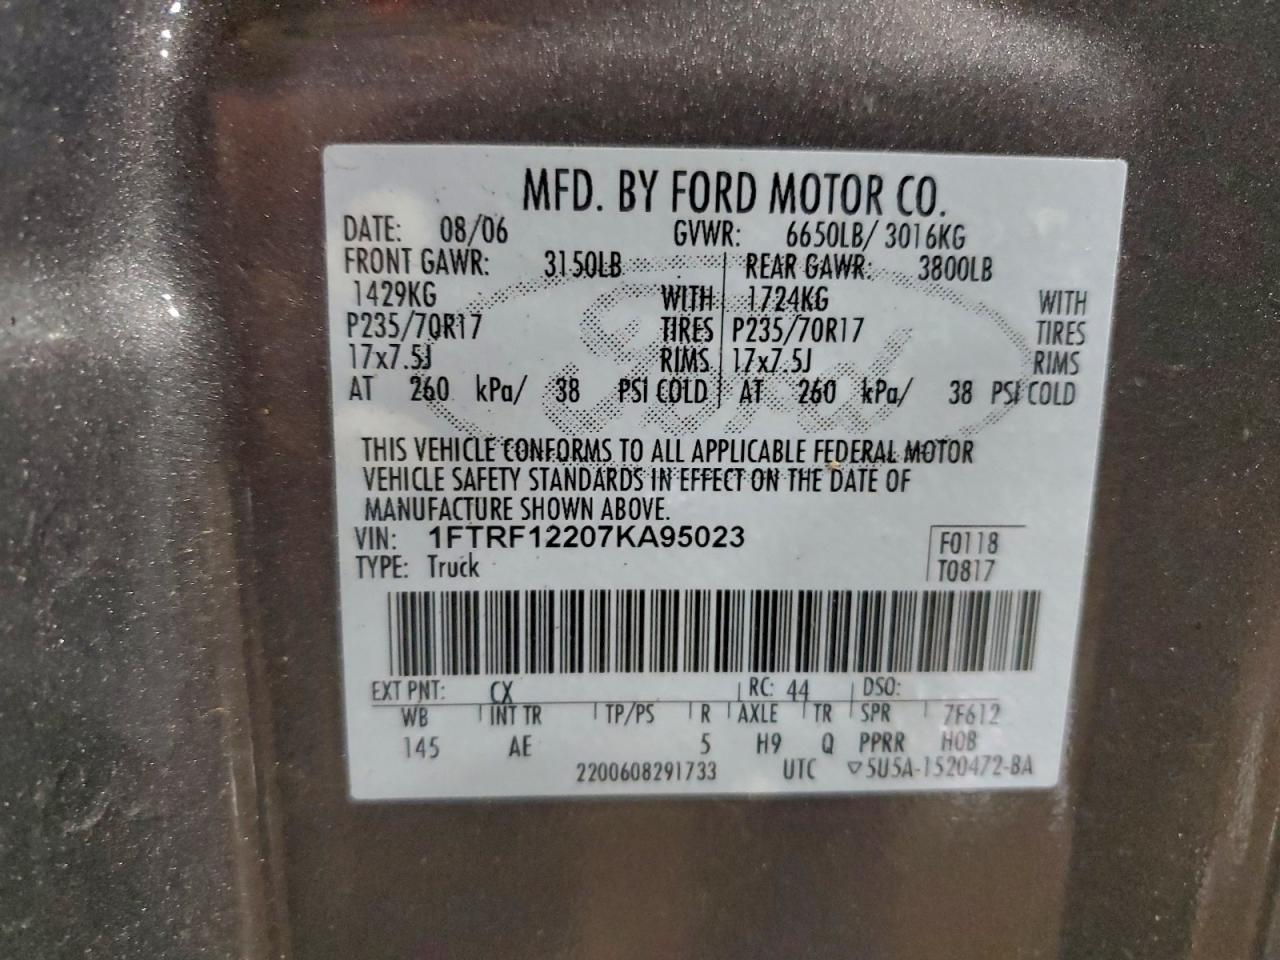 MFD. BY FORD MOTOR CO.
DATE: 08/06 GVWR: 6650LB/ 3016KG
FRONT GAWR: 3150LB REAR GAWR: 3800LB
1429KG WITH 1724KG WITH
P235/70R17 TIRES P235/70R17 TIRES
17x7.5J RIMS 17x7.5J RIMS
AT 260 kPa/ 38 PSI COLD AT 260 kPa/ 38 PSI COLD
Ford
THIS VEHICLE CONFORMS TO ALL APPLICABLE FEDERAL MOTOR
VEHICLE SAFETY STANDARDS IN EFFECT ON THE DATE OF
MANUFACTURE SHOWN ABOVE.
VIN: 1FTRF12207KA95023 F0118
TYPE: Truck T0817
EXT PNT: CX RC: 44 DSO:
WB INT TR TP/PS R AXLE TR SPR 7F612
145 AE 5 H9 Q PPRR H0B
2200608291733 UTC ▽5U5A-1520472-BA